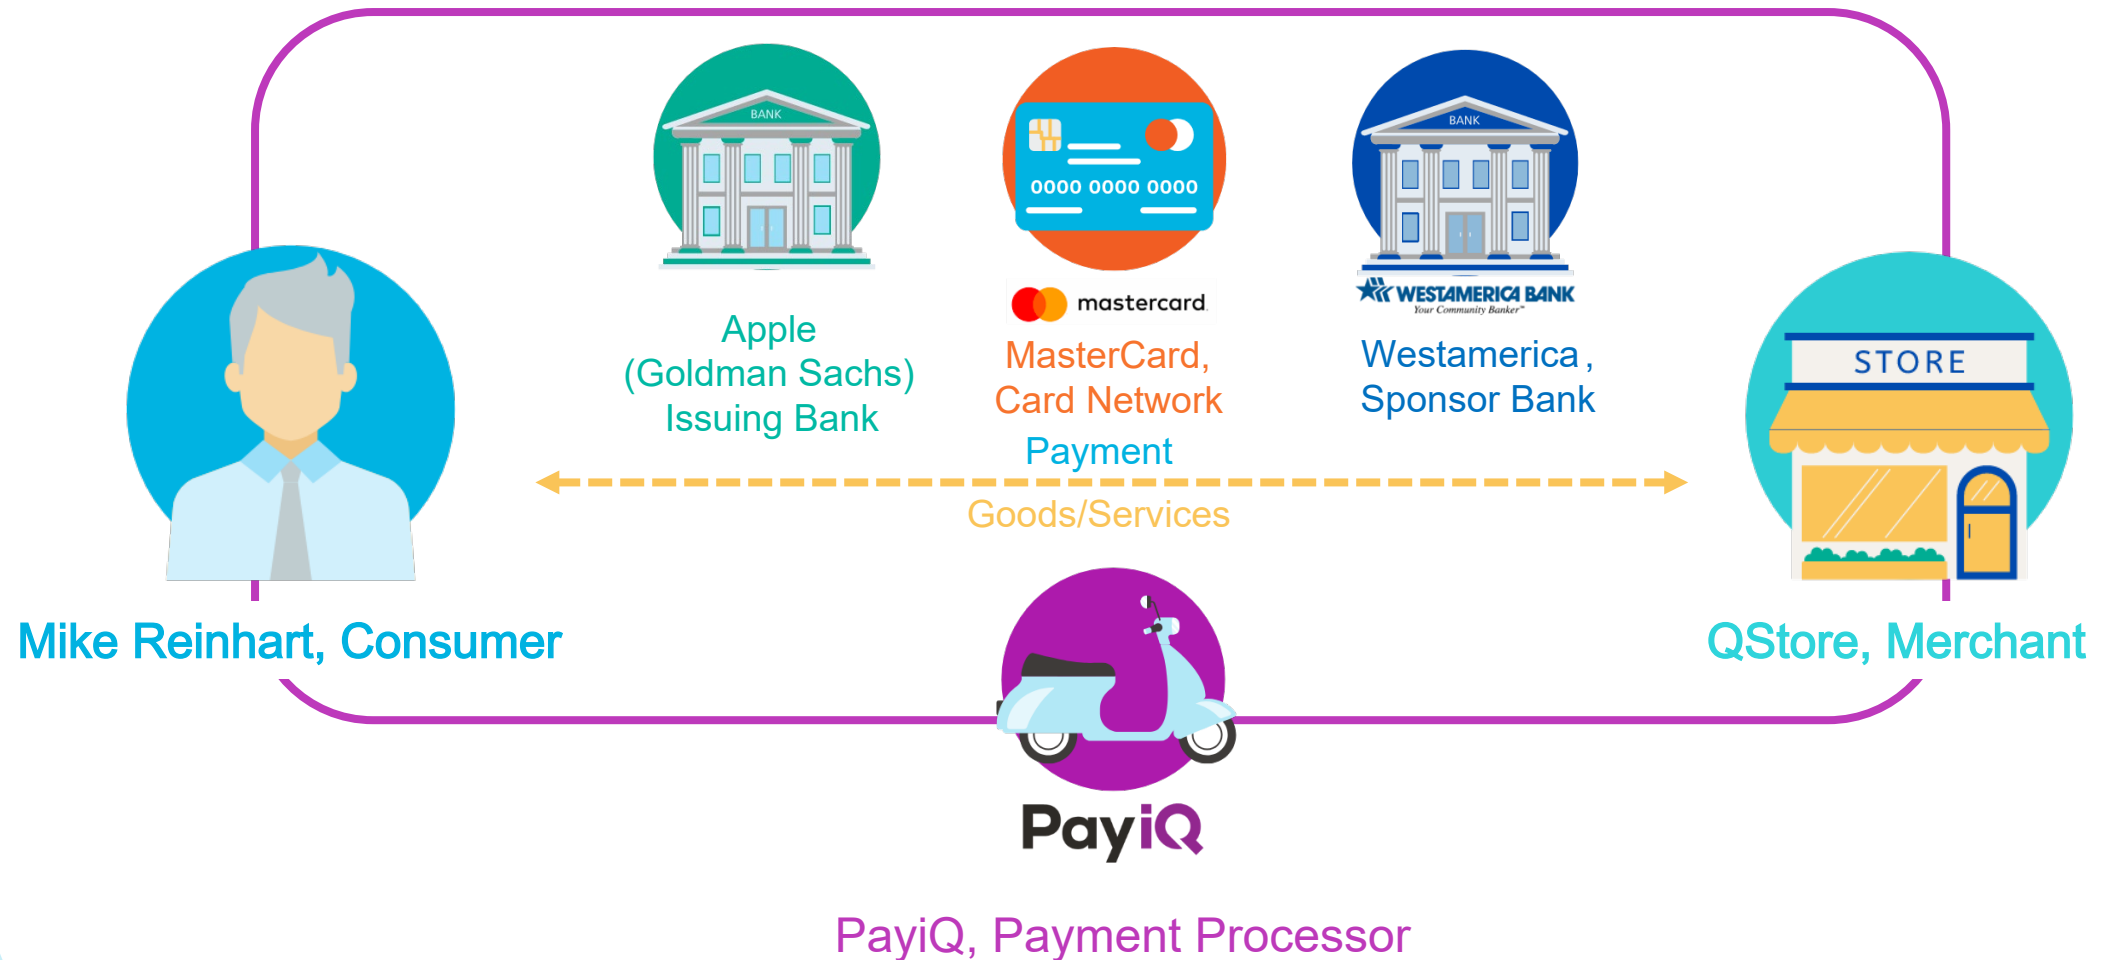 BANK
0000 0000 0000
BANK
mastercard.
WESTAMERICA BANK
Your Community Banker℠
Apple
(Goldman Sachs)
Issuing Bank
MasterCard,
Card Network
Westamerica,
Sponsor Bank
STORE
Payment
Goods/Services
Mike Reinhart, Consumer
QStore, Merchant
PayiQ
PayiQ, Payment Processor